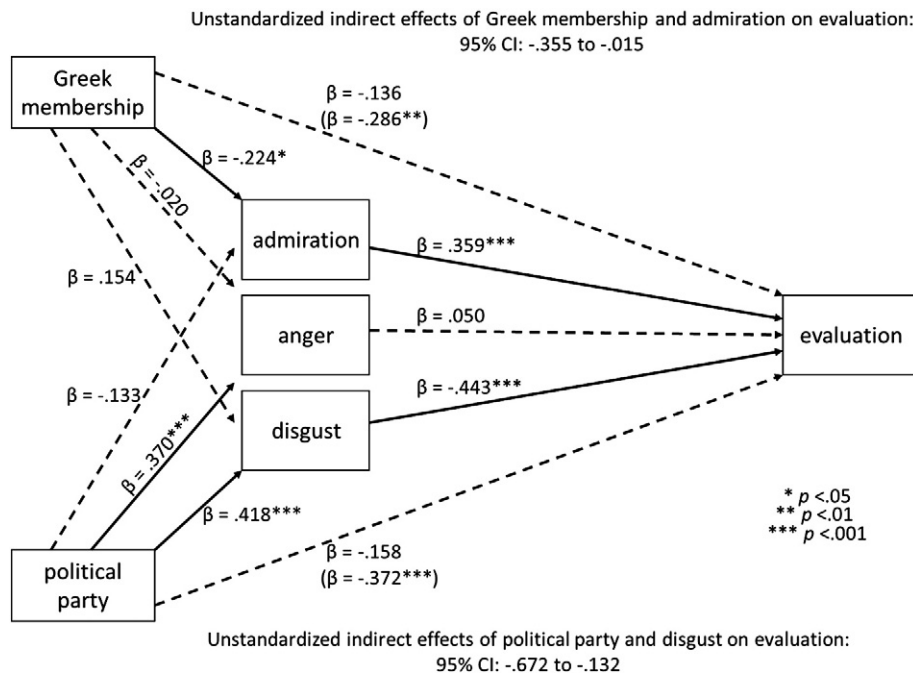 Unstandardized indirect effects of Greek membership and admiration on evaluation:
95% CI: -.355 to -.015
Greek
membership
β = -.136
(β = -.286**)
β = -.224*
β = -.020
admiration
β = .359***
β = .154
anger
β = .050
evaluation
β = -.133
β = .370***
disgust
β = -.443***
β = .418***
* p <.05
** p <.01
*** p <.001
political
party
β = -.158
(β = -.372***)
Unstandardized indirect effects of political party and disgust on evaluation:
95% CI: -.672 to -.132